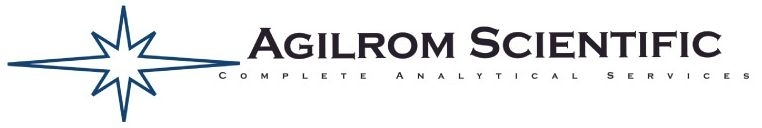 AGILROM SCIENTIFIC
COMPLETE ANALYTICAL SERVICES